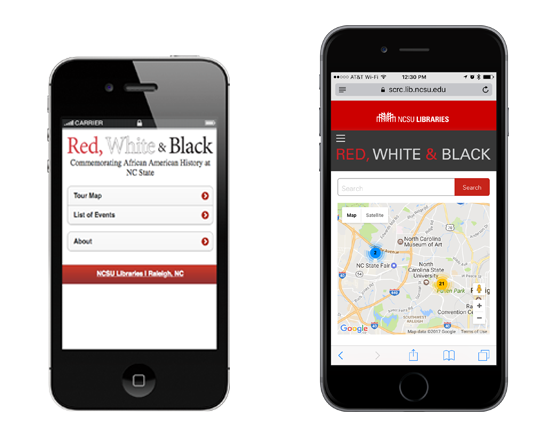 CARRIER
Red, White & Black
Commemorating African American History at
NC State
Tour Map
List of Events
About
NCSU Libraries | Raleigh, NC
AT&T Wi-Fi 12:30 PM
scrc.lib.ncsu.edu
NCSU LIBRARIES
RED, WHITE & BLACK
Search Search
Map Satellite
North Carolina
Museum of Art
2
NC State Fair
North
Carolina
State
University
21
Pullen Park
Convention Center
Google
Map data ©2017 Google Terms of Use